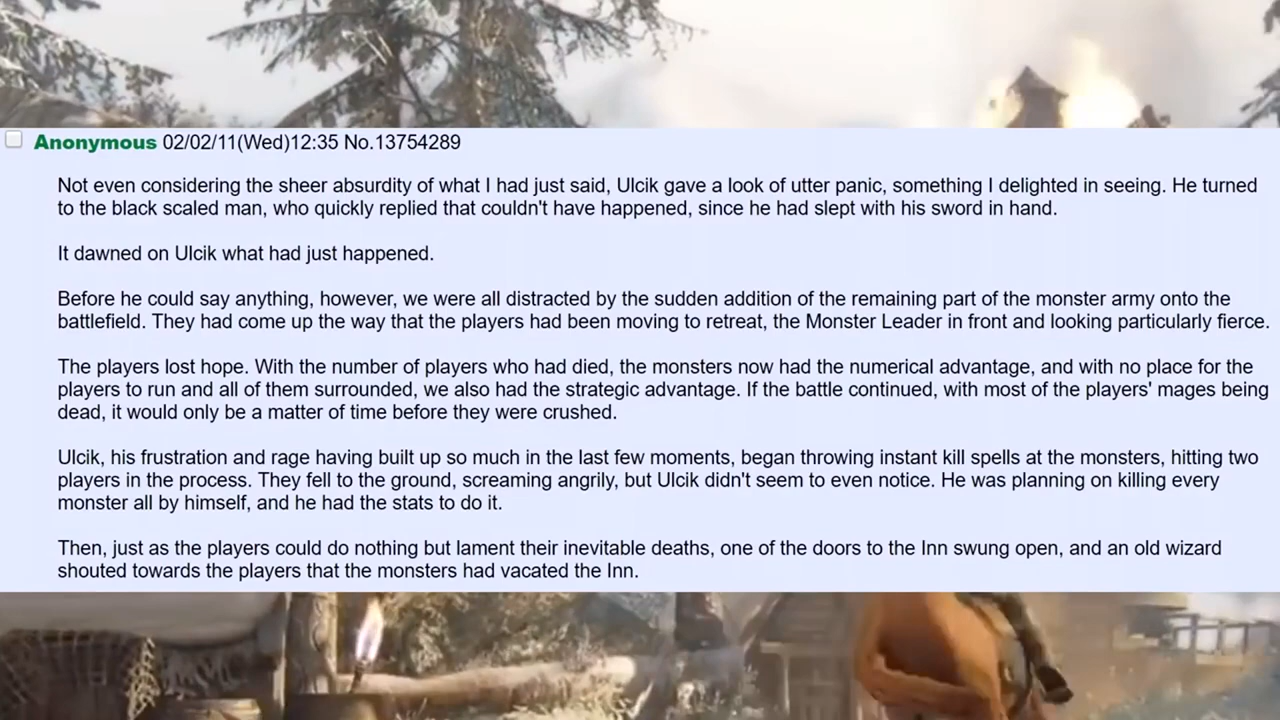 Anonymous 02/02/11(Wed)12:35 No.13754289
Not even considering the sheer absurdity of what I had just said, Ulcik gave a look of utter panic, something I delighted in seeing. He turned
to the black scaled man, who quickly replied that couldn't have happened, since he had slept with his sword in hand.
It dawned on Ulcik what had just happened.
Before he could say anything, however, we were all distracted by the sudden addition of the remaining part of the monster army onto the
battlefield. They had come up the way that the players had been moving to retreat, the Monster Leader in front and looking particularly fierce.
The players lost hope. With the number of players who had died, the monsters now had the numerical advantage, and with no place for the
players to run and all of them surrounded, we also had the strategic advantage. If the battle continued, with most of the players' mages being
dead, it would only be a matter of time before they were crushed.
Ulcik, his frustration and rage having built up so much in the last few moments, began throwing instant kill spells at the monsters, hitting two
players in the process. They fell to the ground, screaming angrily, but Ulcik didn't seem to even notice. He was planning on killing every
monster all by himself, and he had the stats to do it.
Then, just as the players could do nothing but lament their inevitable deaths, one of the doors to the Inn swung open, and an old wizard
shouted towards the players that the monsters had vacated the Inn.